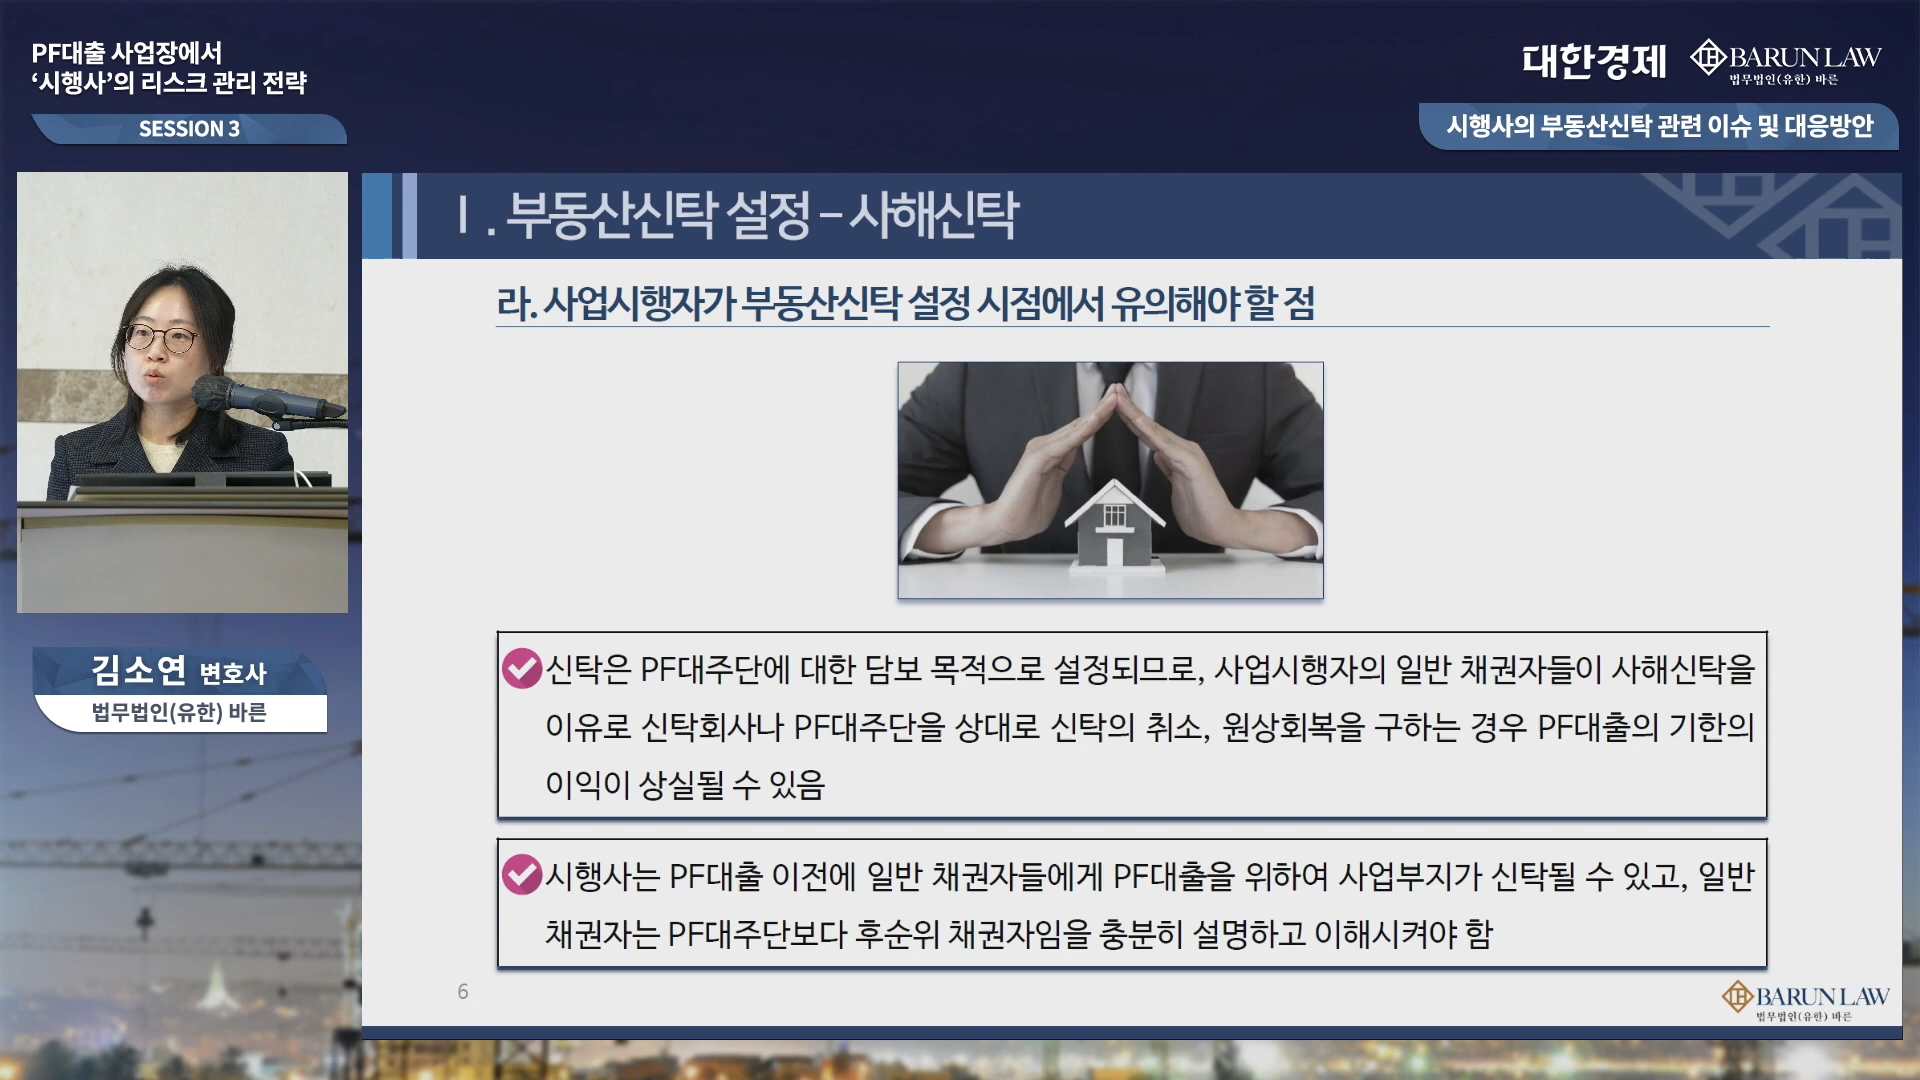 PF대출 사업장에서
‘시행사’의 리스크 관리 전략
SESSION 3
대한경제
BARUN LAW
법무법인(유한) 바른
시행사의 부동산신탁 관련 이슈 및 대응방안
Ⅰ. 부동산신탁 설정 – 사해신탁
라. 사업시행자가 부동산신탁 설정 시점에서 유의해야 할 점
신탁은 PF대주단에 대한 담보 목적으로 설정되므로, 사업시행자의 일반 채권자들이 사해신탁을
이유로 신탁회사나 PF대주단을 상대로 신탁의 취소, 원상회복을 구하는 경우 PF대출의 기한의
이익이 상실될 수 있음
시행사는 PF대출 이전에 일반 채권자들에게 PF대출을 위하여 사업부지가 신탁될 수 있고, 일반
채권자는 PF대주단보다 후순위 채권자임을 충분히 설명하고 이해시켜야 함
6
BARUN LAW
법무법인(유한) 바른
김소연 변호사
법무법인(유한) 바른